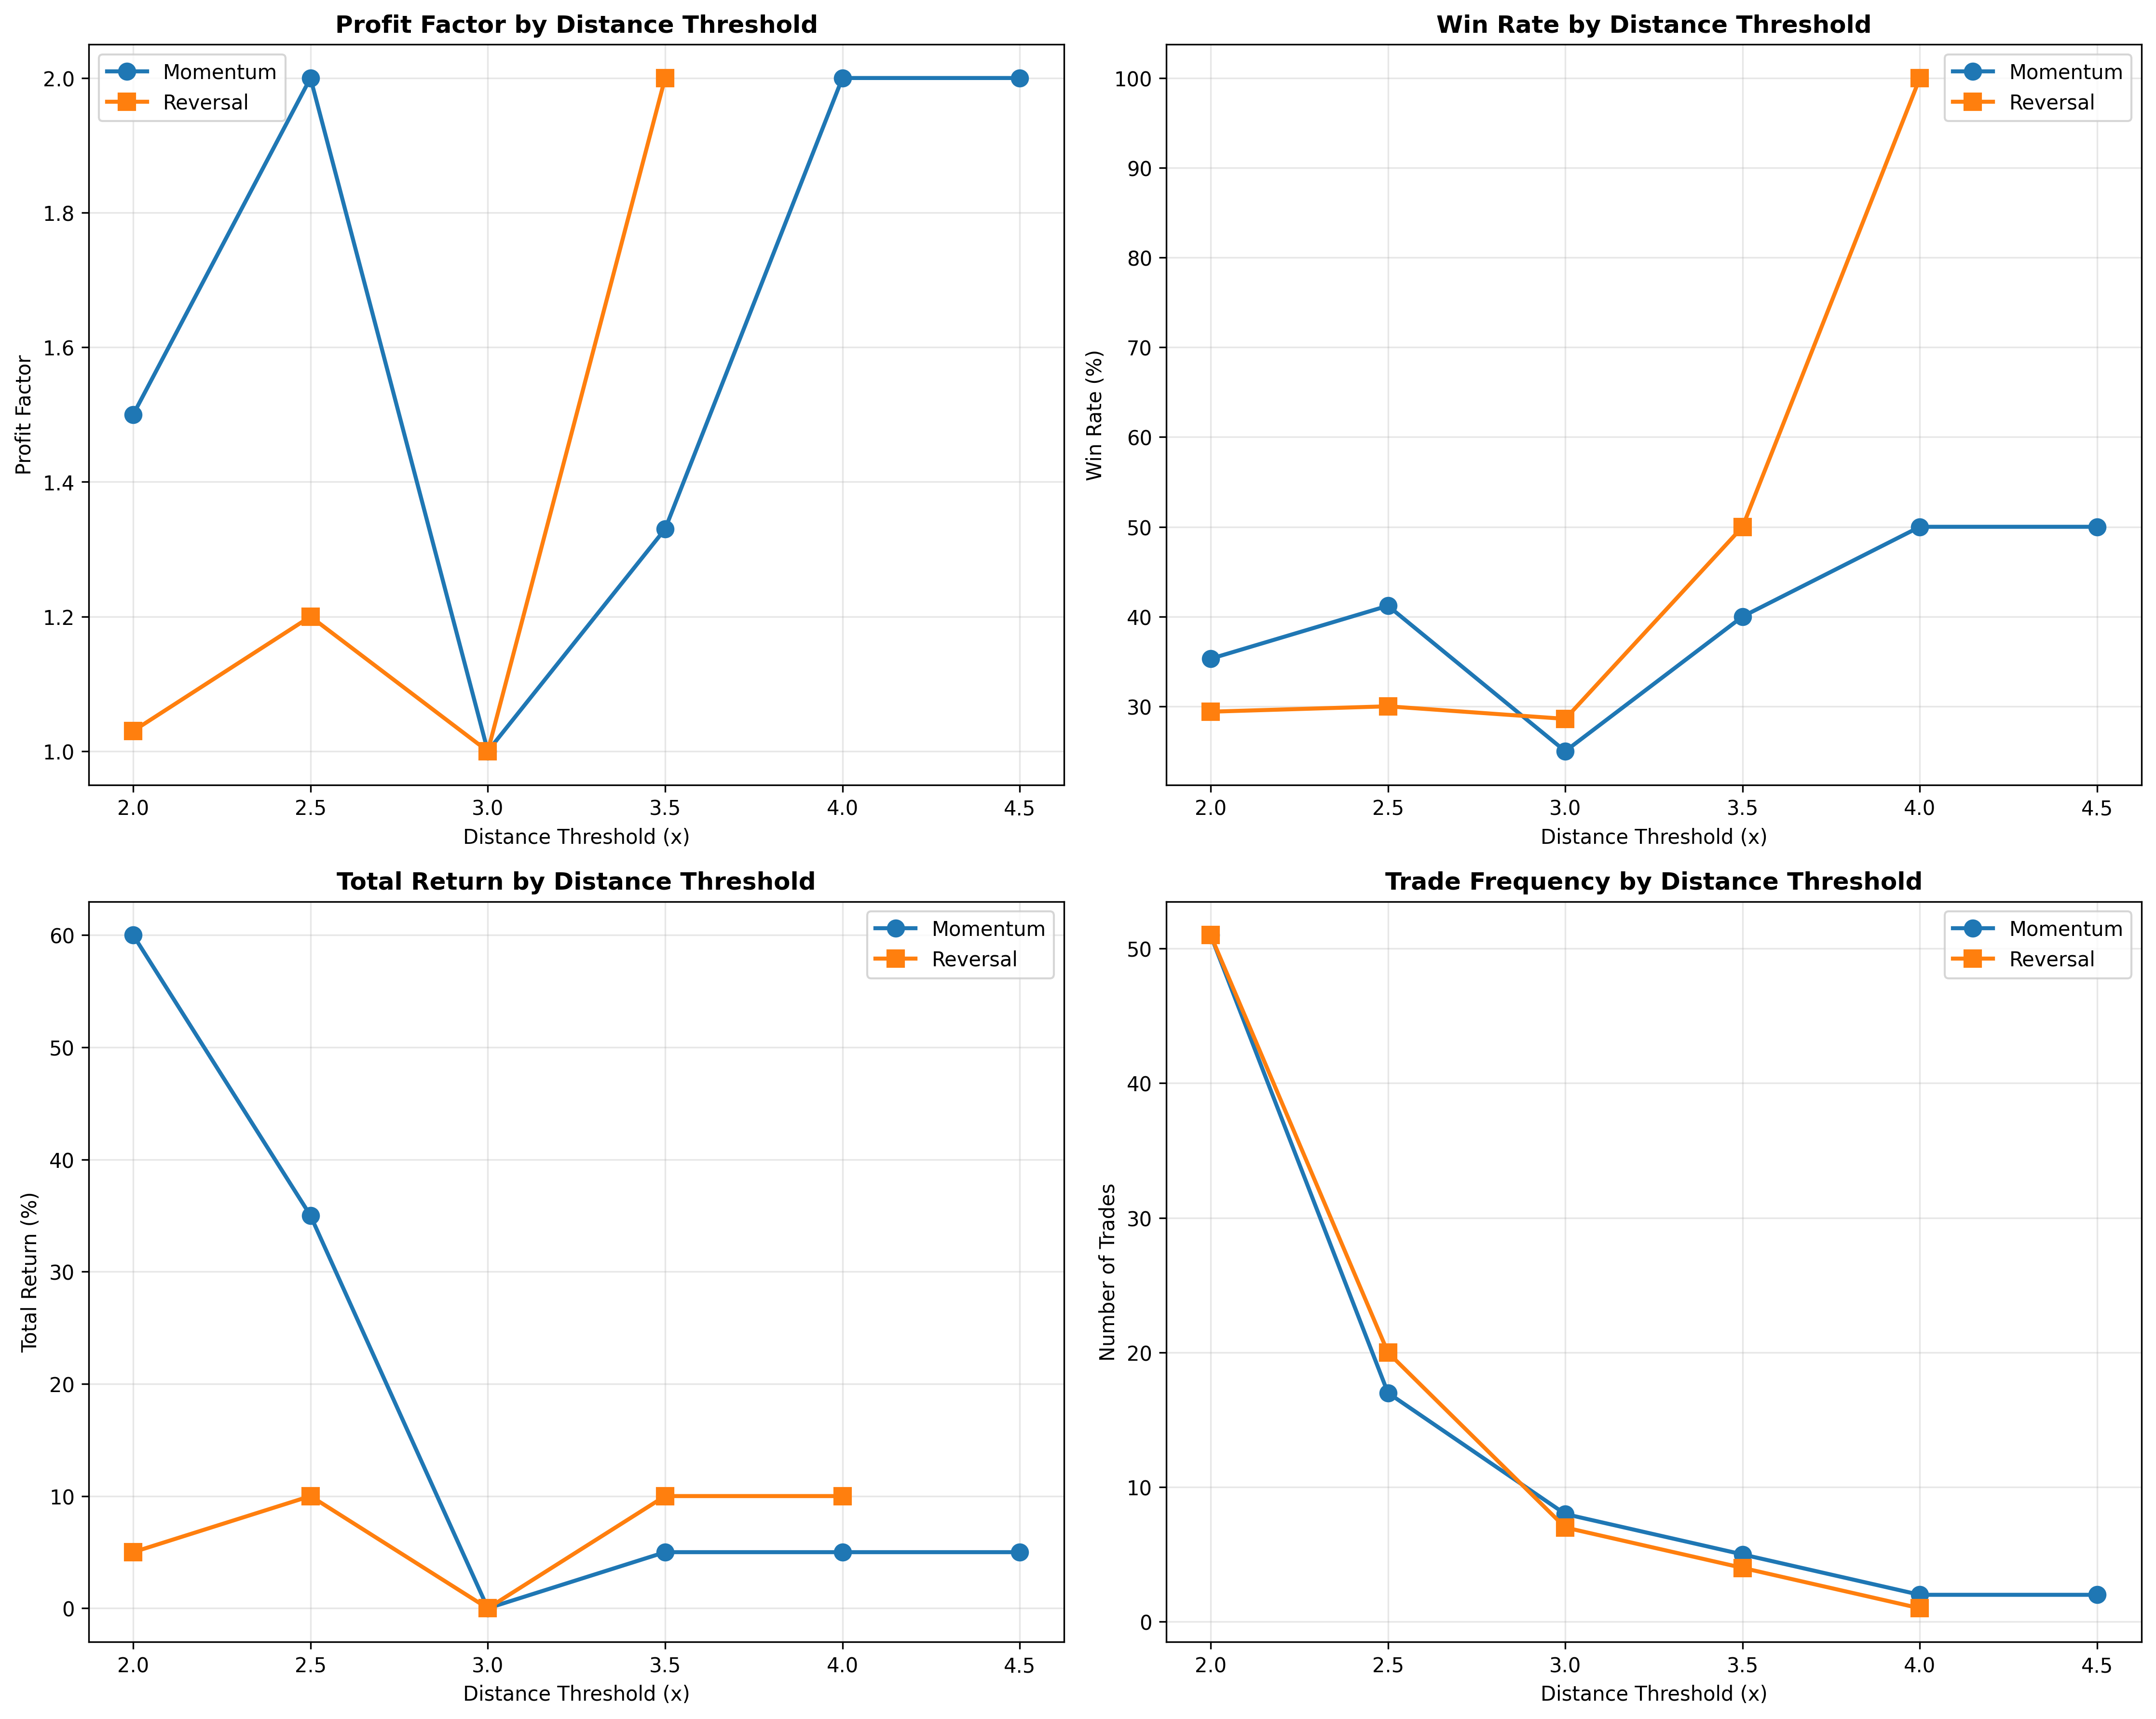 Profit Factor by Distance Threshold
Momentum
Reversal
2.0
1.8
1.6
1.4
1.2
1.0
Profit Factor
2.0 2.5 3.0 3.5 4.0 4.5
Distance Threshold (x)
Win Rate by Distance Threshold
Momentum
Reversal
100
90
80
70
60
50
40
30
Win Rate (%)
2.0 2.5 3.0 3.5 4.0 4.5
Distance Threshold (x)
Total Return by Distance Threshold
Momentum
Reversal
60
50
40
30
20
10
0
Total Return (%)
2.0 2.5 3.0 3.5 4.0 4.5
Distance Threshold (x)
Trade Frequency by Distance Threshold
Momentum
Reversal
50
40
30
20
10
0
Number of Trades
2.0 2.5 3.0 3.5 4.0 4.5
Distance Threshold (x)